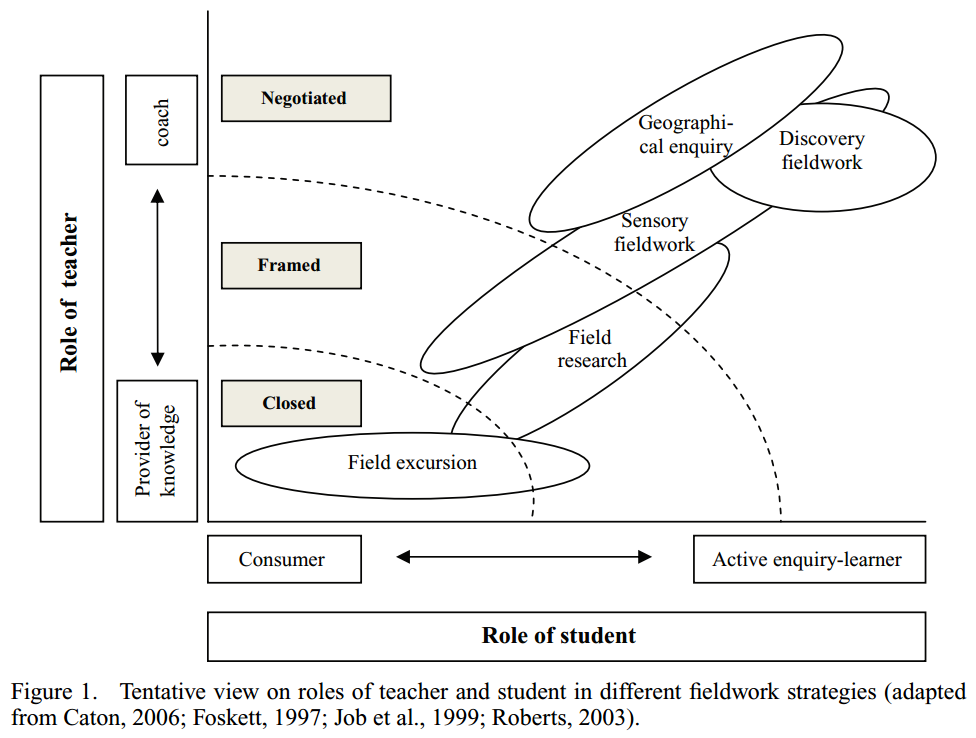 Role of teacher
coach
Provider of
knowledge
Negotiated
Framed
Closed
Geographi-
cal enquiry
Discovery
fieldwork
Sensory
fieldwork
Field
research
Field excursion
Consumer
Active enquiry-learner
Role of student
Figure 1. Tentative view on roles of teacher and student in different fieldwork strategies (adapted
from Caton, 2006; Foskett, 1997; Job et al., 1999; Roberts, 2003).